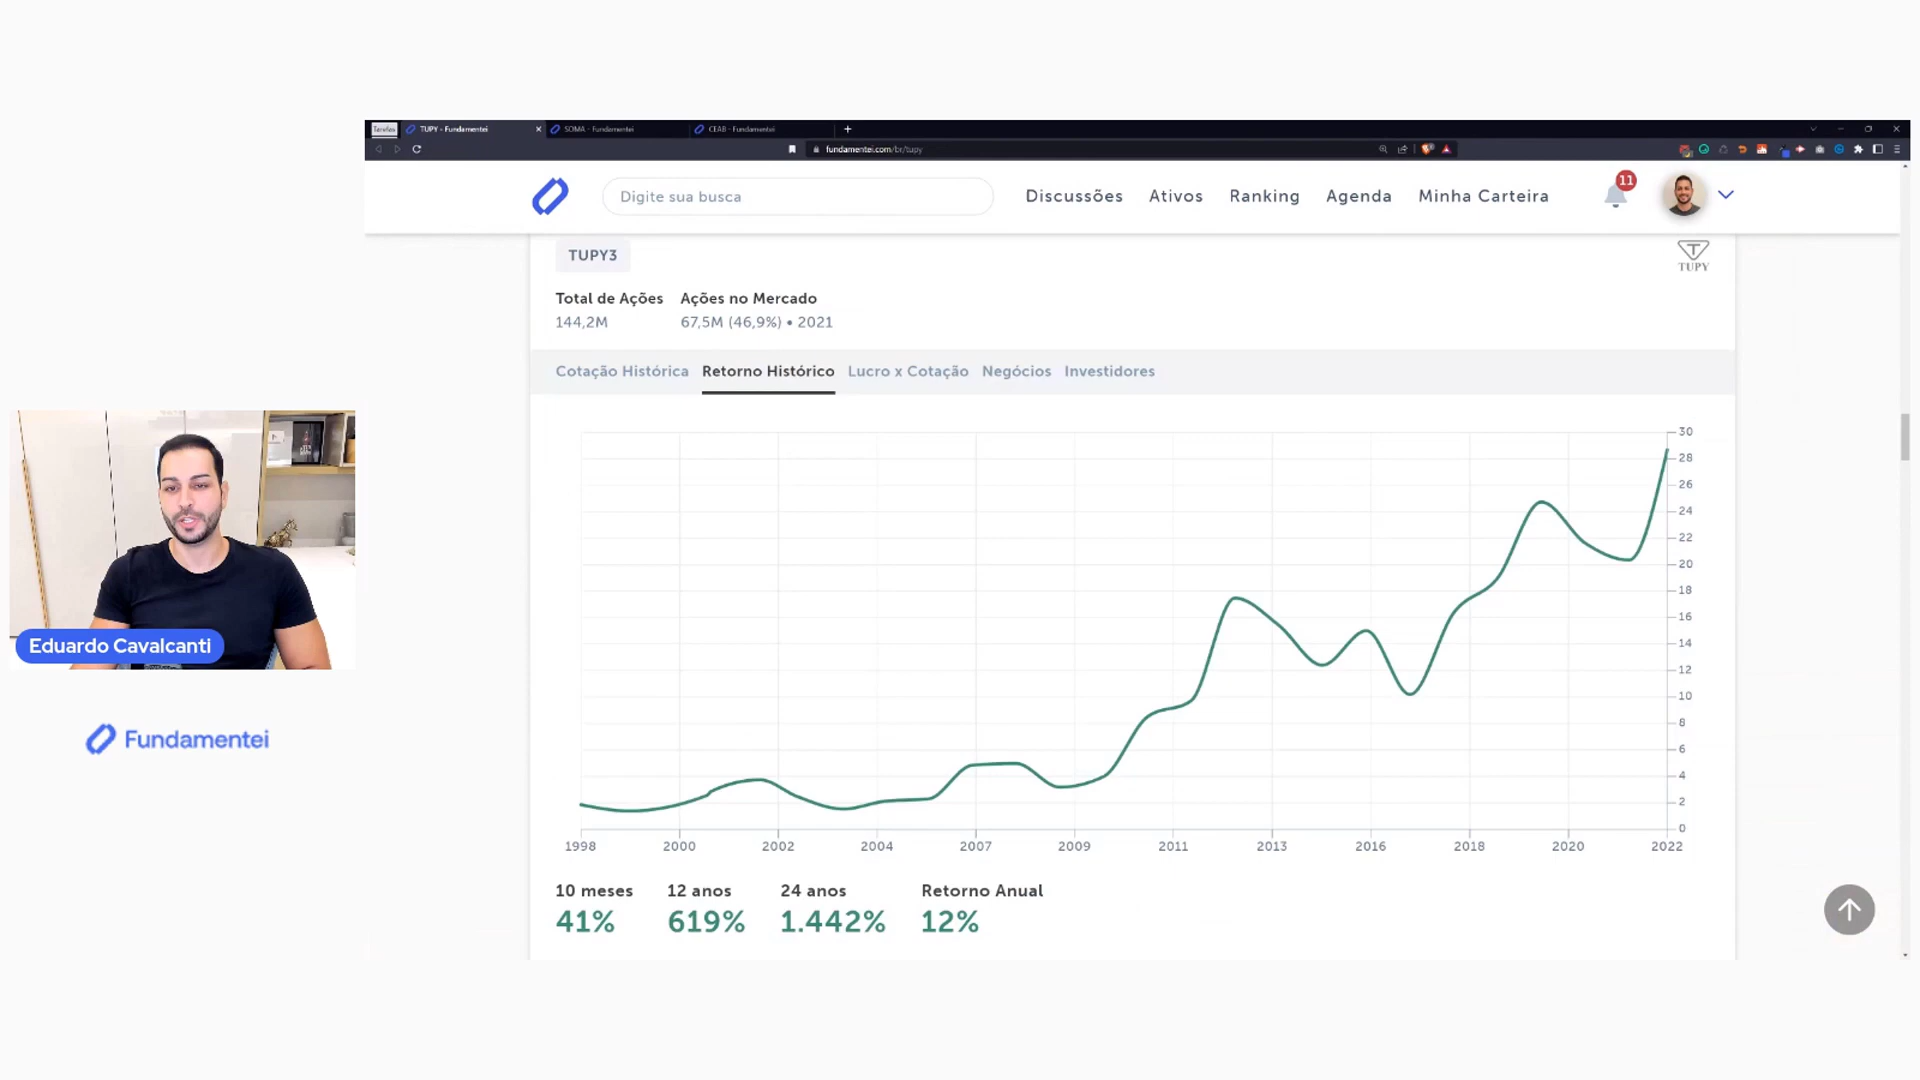 Tarefas
TUPY - Fundamentei
SOMA - Fundamentei
CEAB - Fundamentei
fundamentei.com/br/tupy
Digite sua busca
Discussões
Ativos
Ranking
Agenda
Minha Carteira
11
TUPY3
TUPY
Total de Ações
Ações no Mercado
144,2M
67,5M (46,9%) • 2021
Cotação Histórica
Retorno Histórico
Lucro x Cotação
Negócios
Investidores
30
28
26
24
22
20
18
16
14
12
10
8
6
4
2
0
1998
2000
2002
2004
2007
2009
2011
2013
2016
2018
2020
2022
10 meses
12 anos
24 anos
Retorno Anual
41%
619%
1.442%
12%
Eduardo Cavalcanti
Fundamentei